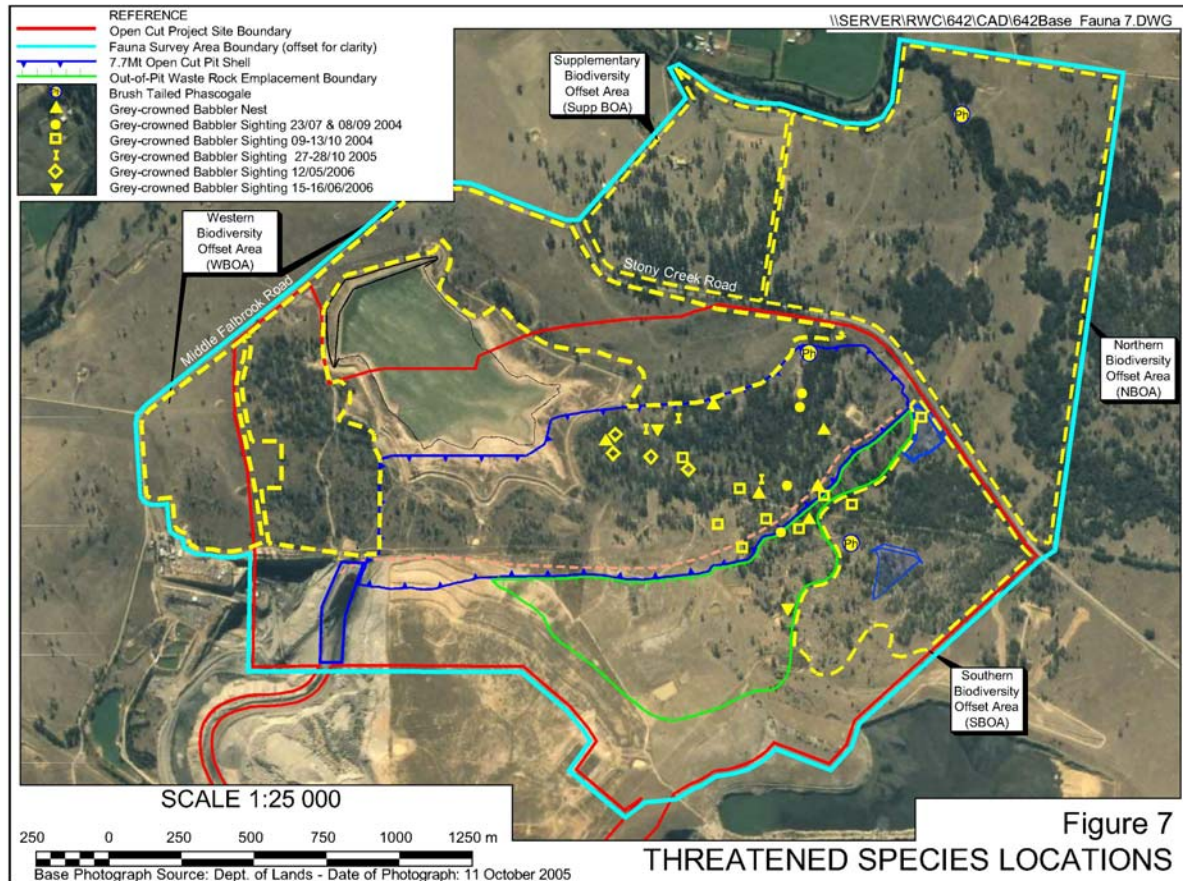 REFERENCE
Open Cut Project Site Boundary
Fauna Survey Area Boundary (offset for clarity)
7.7Mt Open Cut Pit Shell
Out-of-Pit Waste Rock Emplacement Boundary
Ph Brush Tailed Phascogale
Grey-crowned Babbler Nest
Grey-crowned Babbler Sighting 23/07 & 08/09 2004
Grey-crowned Babbler Sighting 09-13/10 2004
Grey-crowned Babbler Sighting 27-28/10 2005
Grey-crowned Babbler Sighting 12/05/2006
Grey-crowned Babbler Sighting 15-16/06/2006
\\SERVER\RWC\642\CAD\642Base Fauna 7.DWG
Supplementary
Biodiversity
Offset Area
(Supp BOA)
Ph
Western
Biodiversity
Offset Area
(WBOA)
Middle Falbrook Road
Stony Creek Road
Ph
Northern
Biodiversity
Offset Area
(NBOA)
Ph
Southern
Biodiversity
Offset Area
(SBOA)
SCALE 1:25 000
250 0 250 500 750 1000 1250 m
Base Photograph Source: Dept. of Lands - Date of Photograph: 11 October 2005
Figure 7
THREATENED SPECIES LOCATIONS